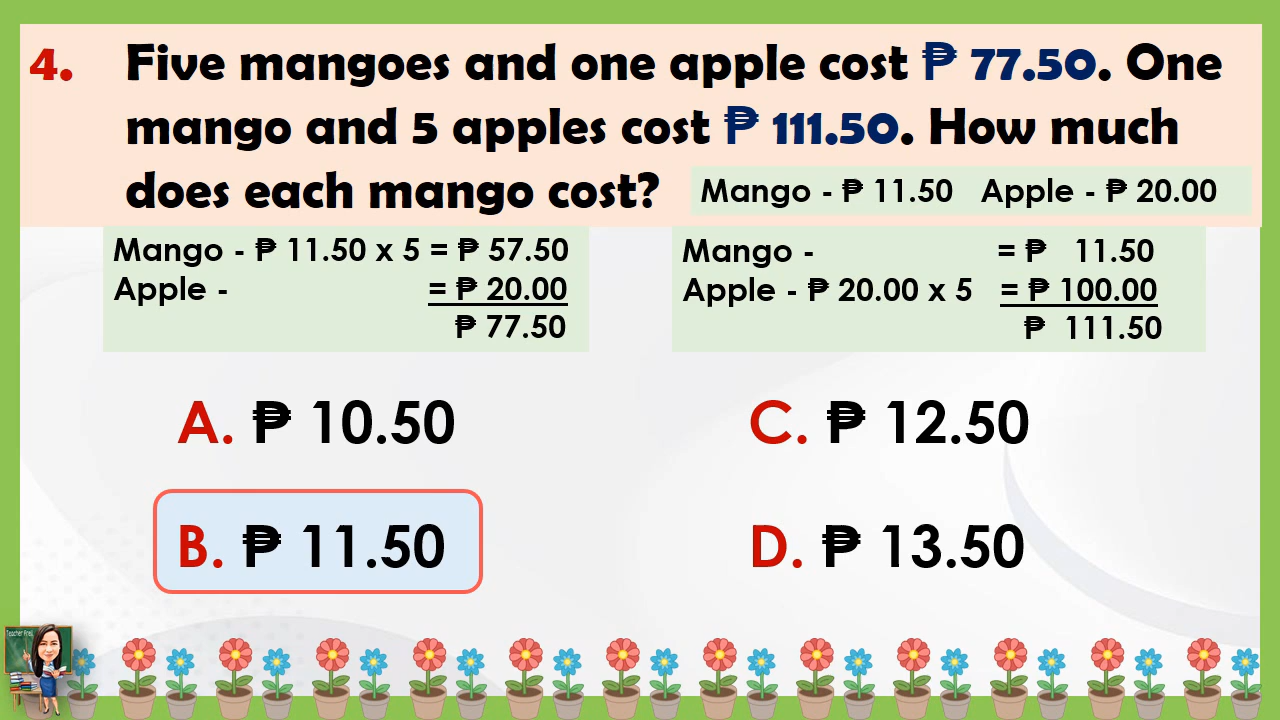 4. Five mangoes and one apple cost ₱ 77.50. One
mango and 5 apples cost ₱ 111.50. How much
does each mango cost?
Mango - ₱ 11.50 Apple - ₱ 20.00
Mango - ₱ 11.50 x 5 = ₱ 57.50
Apple - = ₱ 20.00
₱ 77.50
Mango - = ₱ 11.50
Apple - ₱ 20.00 x 5 = ₱ 100.00
₱ 111.50
A. ₱ 10.50
B. ₱ 11.50
C. ₱ 12.50
D. ₱ 13.50